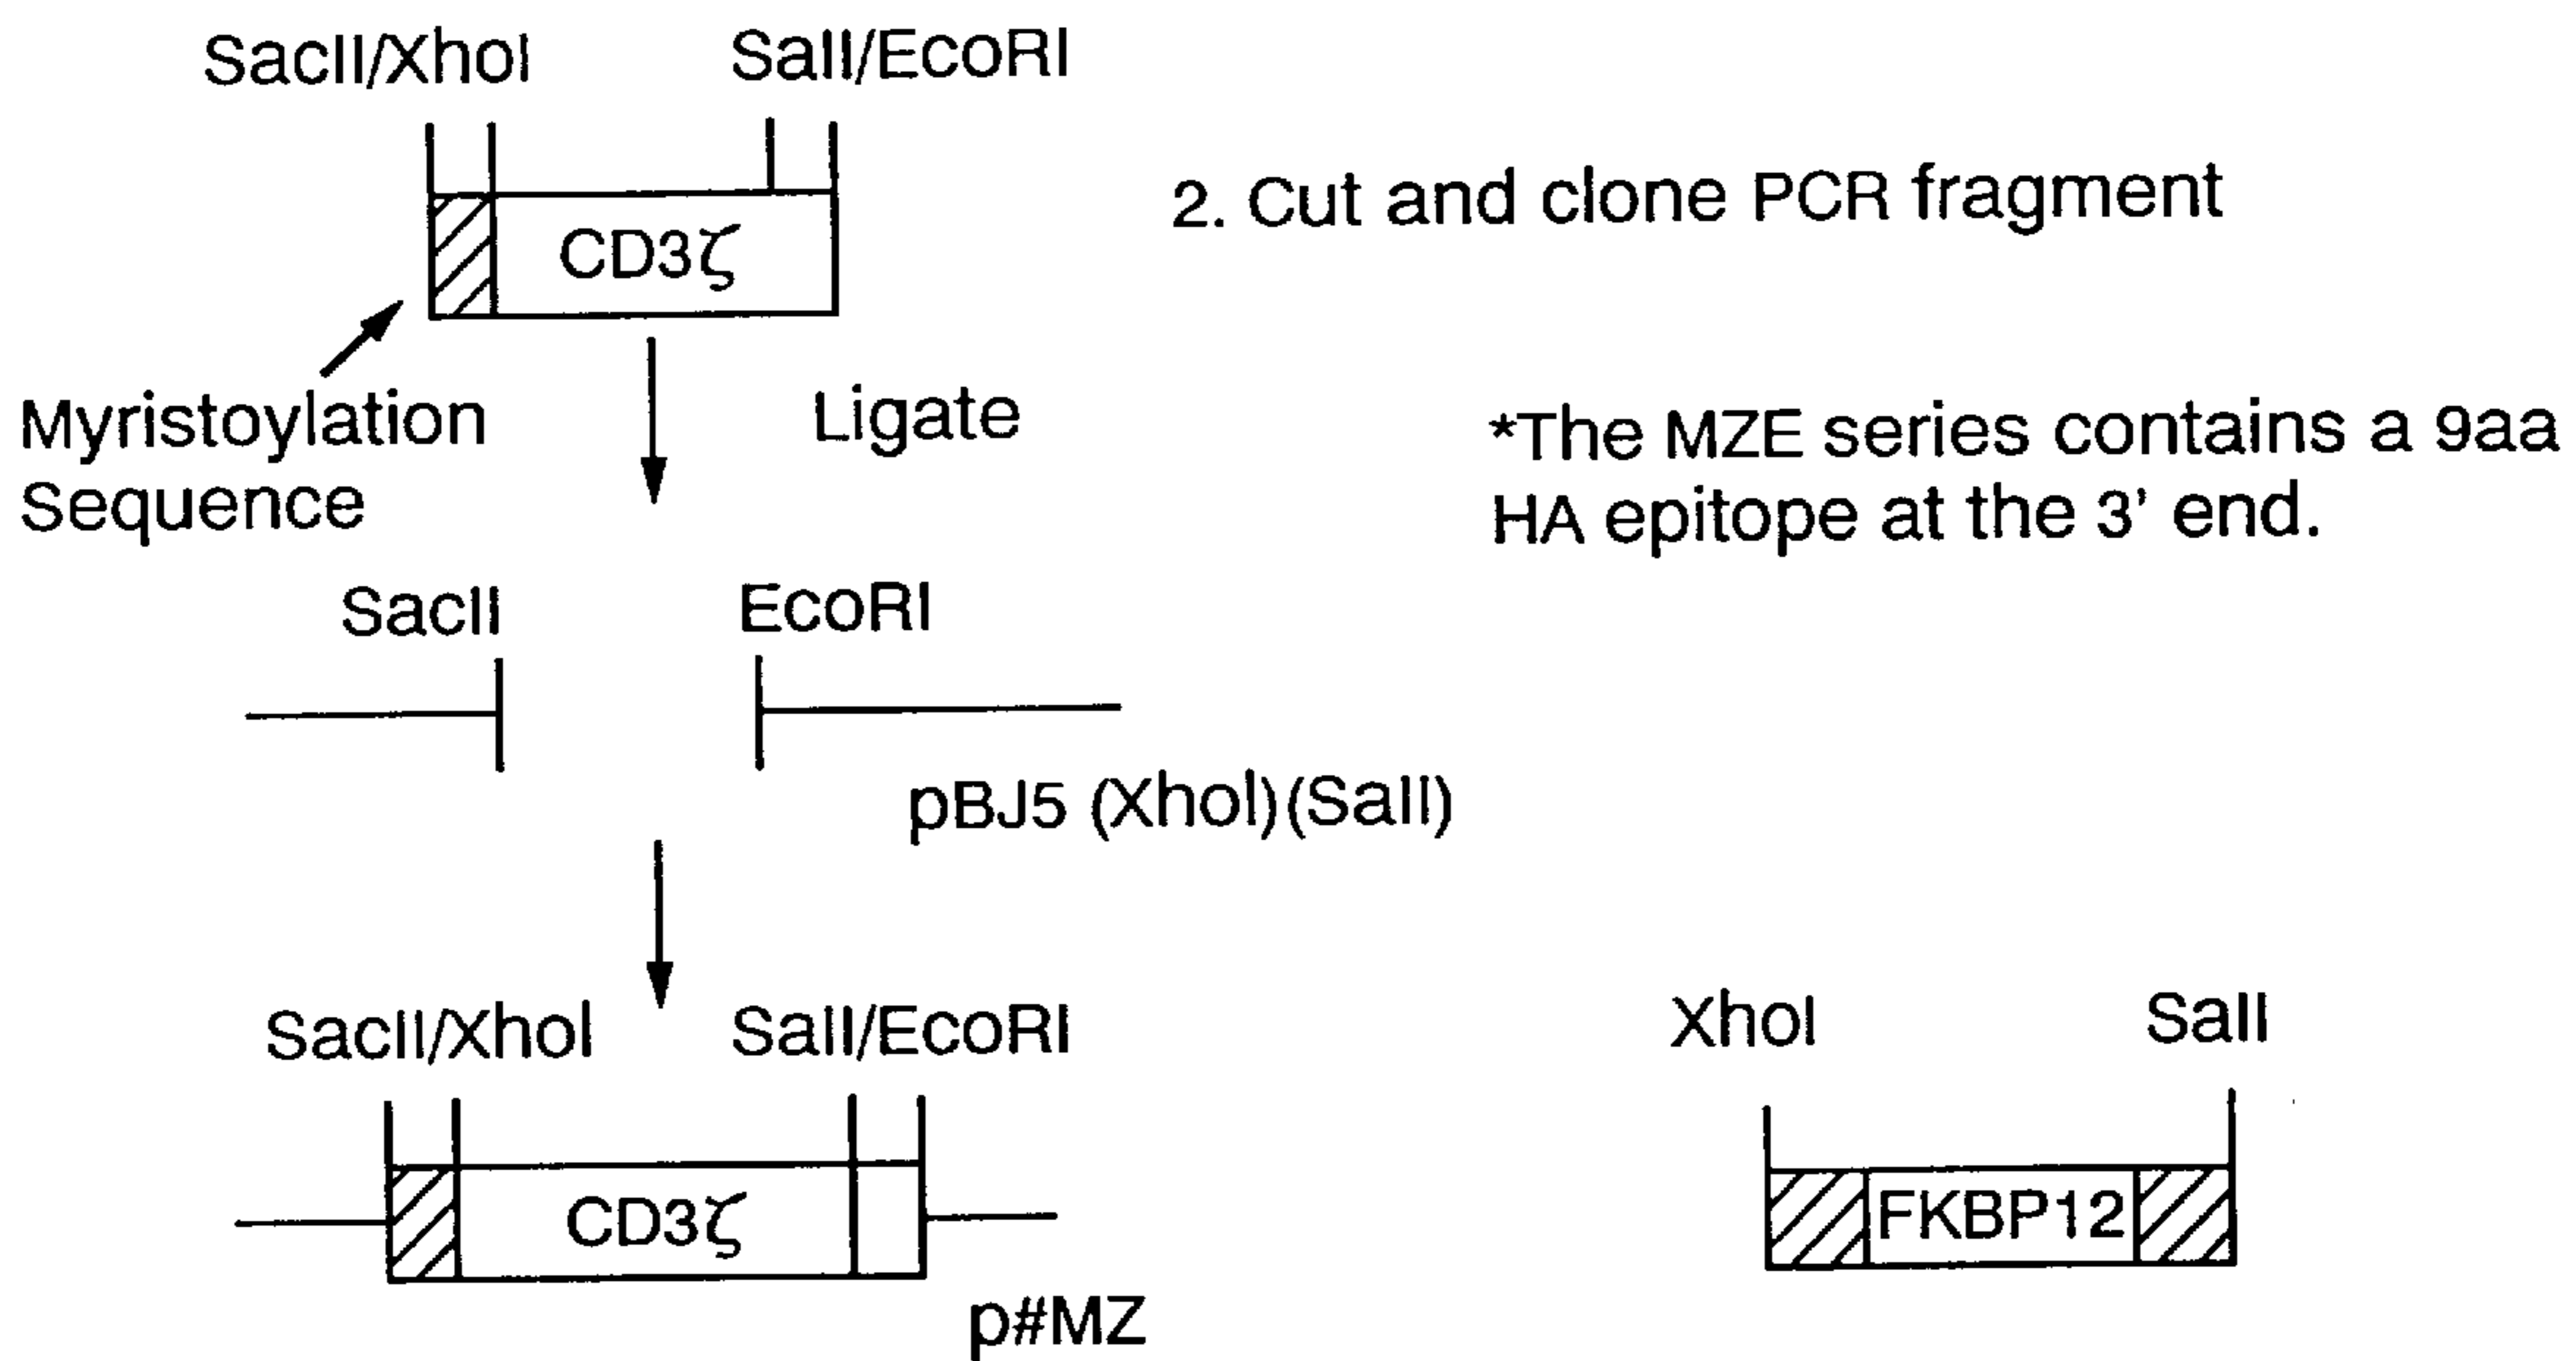 SacII/XhoI
SalI/EcoRI
CD3ζ
2. Cut and clone PCR fragment
Myristoylation
Sequence
Ligate
*The MZE series contains a 9aa
HA epitope at the 3' end.
SacII
EcoRI
pBJ5 (XhoI)(SalI)
SacII/XhoI
SalI/EcoRI
CD3ζ
p#MZ
XhoI
SalI
FKBP12